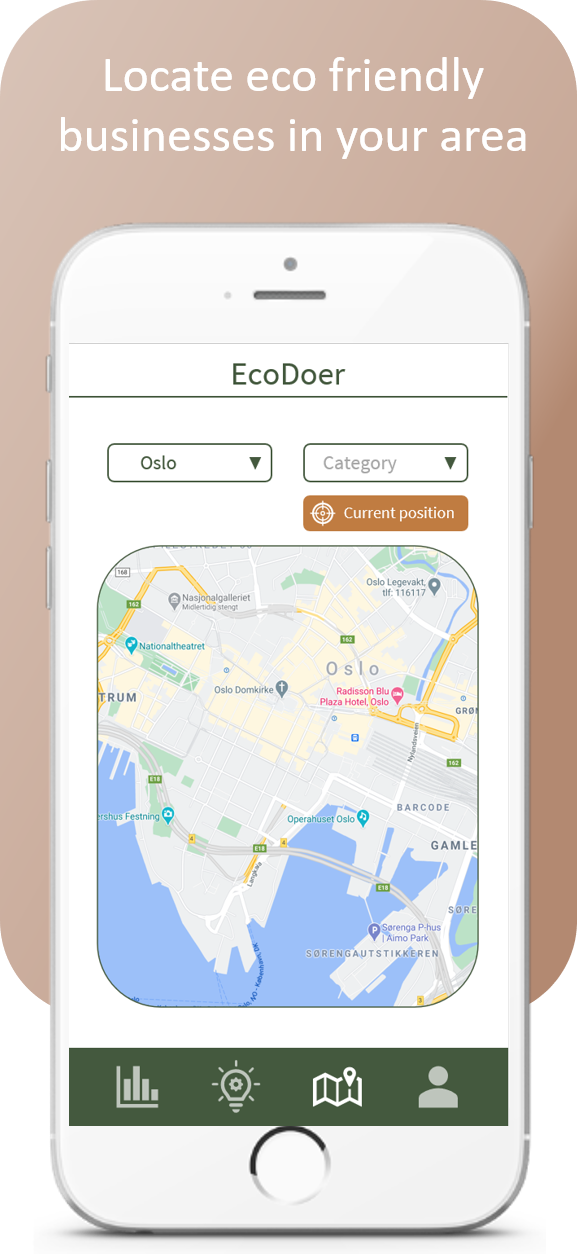 Locate eco friendly
businesses in your area
EcoDoer
Oslo ▼
Category ▼
Current position
168
Nasjonalgalleriet
Midlertidig stengt
Oslo Legevakt,
tlf: 116117
162
162
Nationaltheatret
Oslo
Oslo Domkirke
Radisson Blu
Plaza Hotel, Oslo
TRUM
GRØN
Nylandsveien
162
E18
BARCODE
ershus Festning
Operahuset Oslo
4
4
E18
GAMLE
Langkaia
E18
SØRE
Sørenga P-hus
| Aimo Park
SØRENGAUTSTIKKEREN
3